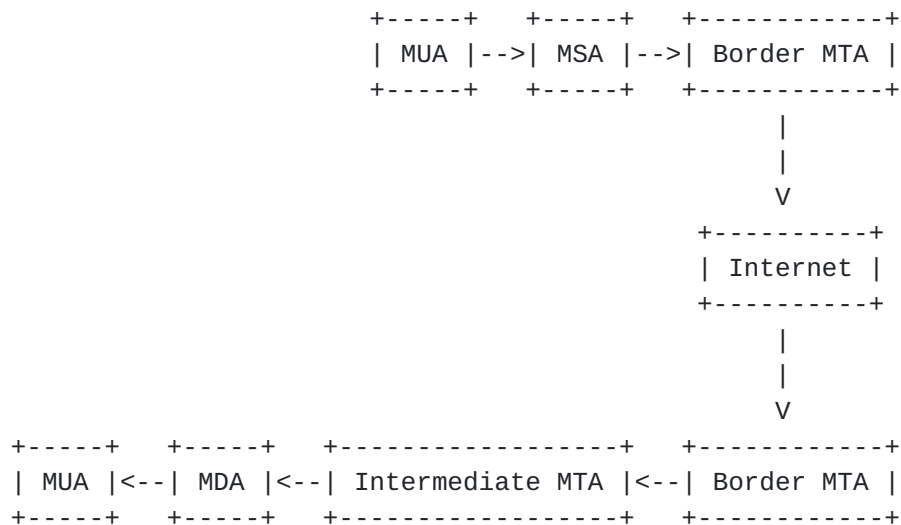 +-----+   +-----+   +------------+
| MUA |-->| MSA |-->| Border MTA |
+-----+   +-----+   +------------+
|
|
V
+----------+
| Internet |
+----------+
|
|
V
+-----+   +-----+   +------------------+   +------------+
| MUA |<--| MDA |<--| Intermediate MTA |<--| Border MTA |
+-----+   +-----+   +------------------+   +------------+